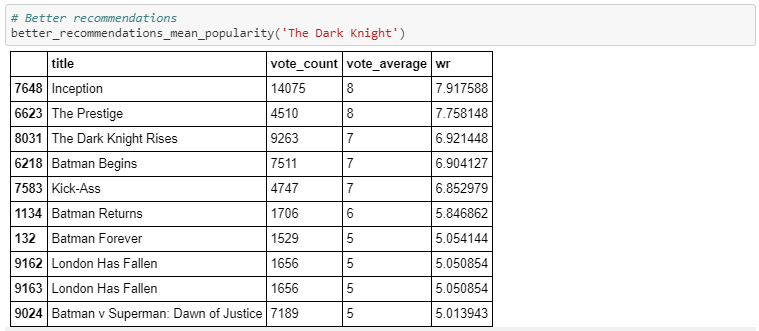 # Better recommendations
better_recommendations_mean_popularity('The Dark Knight')
title vote_count vote_average wr
7648 Inception 14075 8 7.917588
6623 The Prestige 4510 8 7.758148
8031 The Dark Knight Rises 9263 7 6.921448
6218 Batman Begins 7511 7 6.904127
7583 Kick-Ass 4747 7 6.852979
1134 Batman Returns 1706 6 5.846862
132 Batman Forever 1529 5 5.054144
9162 London Has Fallen 1656 5 5.050854
9163 London Has Fallen 1656 5 5.050854
9024 Batman v Superman: Dawn of Justice 7189 5 5.013943